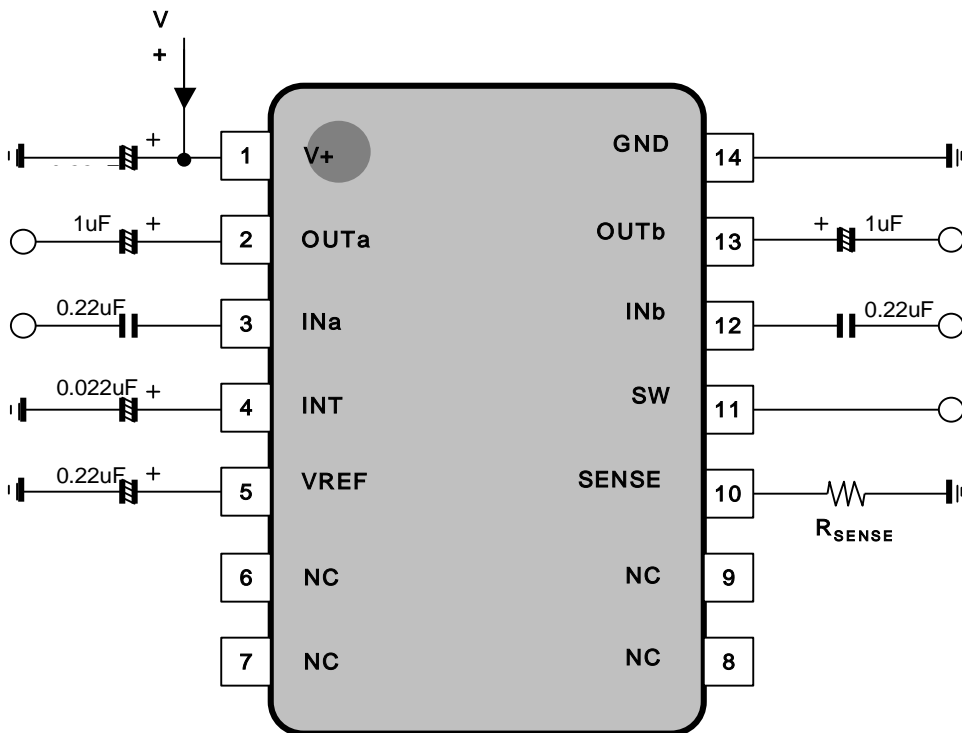 V
+
+ 1 V+ GND 14
1uF + 2 OUTa OUTb 13 + 1uF
0.22uF 3 INa INb 12 0.22uF
0.022uF + 4 INT SW 11
0.22uF + 5 VREF SENSE 10
RSENSE
6 NC NC 9
7 NC NC 8